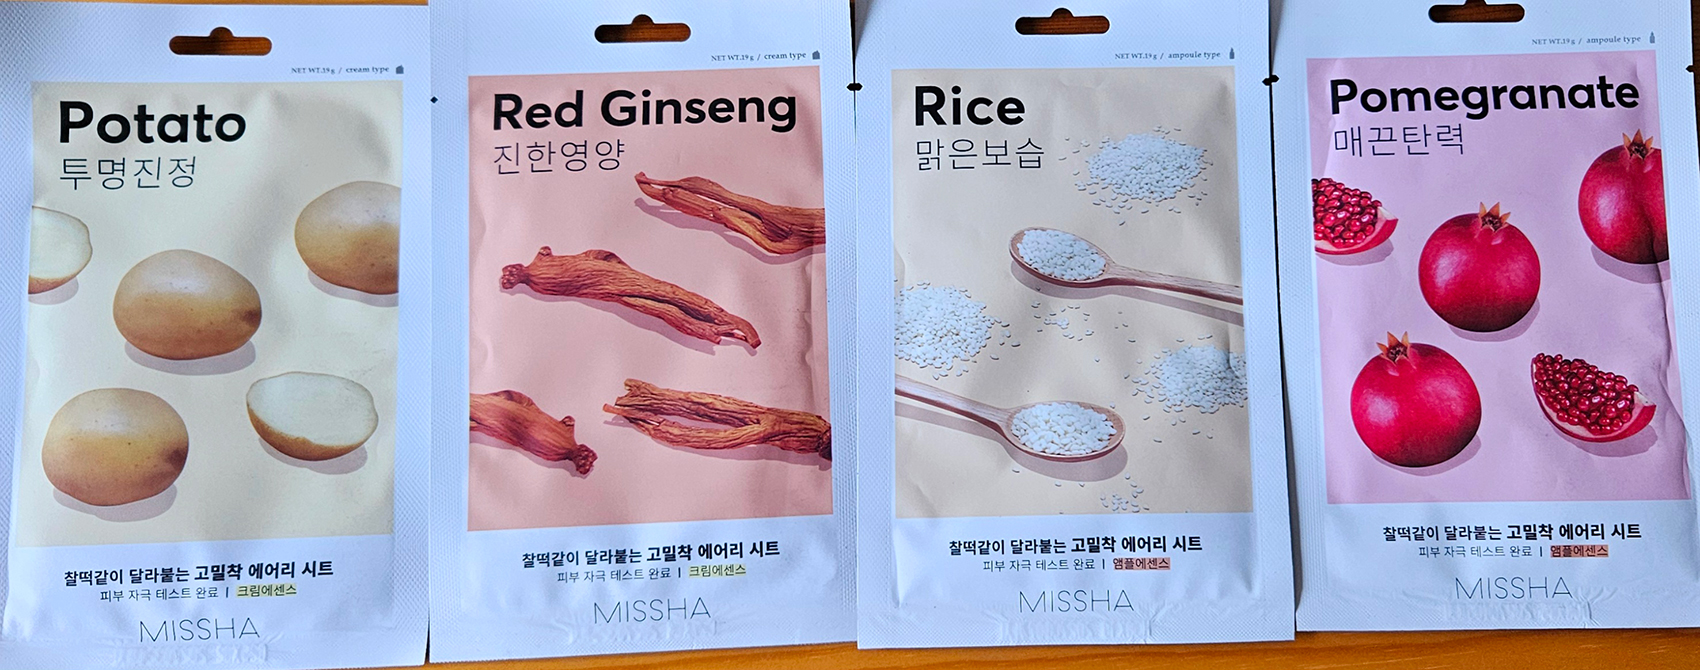 NET WT.19g / cream type
Potato
투명진정
찰떡같이 달라붙는 고밀착 에어리 시트
피부 자극 테스트 완료 | 크림에센스
MISSHA
NET WT.19g / cream type
Red Ginseng
진한영양
찰떡같이 달라붙는 고밀착 에어리 시트
피부 자극 테스트 완료 | 크림에센스
MISSHA
NET WT.19g / ampoule type
Rice
맑은보습
찰떡같이 달라붙는 고밀착 에어리 시트
피부 자극 테스트 완료 | 앰플에센스
MISSHA
NET WT.19g / ampoule type
Pomegranate
매끈탄력
찰떡같이 달라붙는 고밀착 에어리 시트
피부 자극 테스트 완료 | 앰플에센스
MISSHA